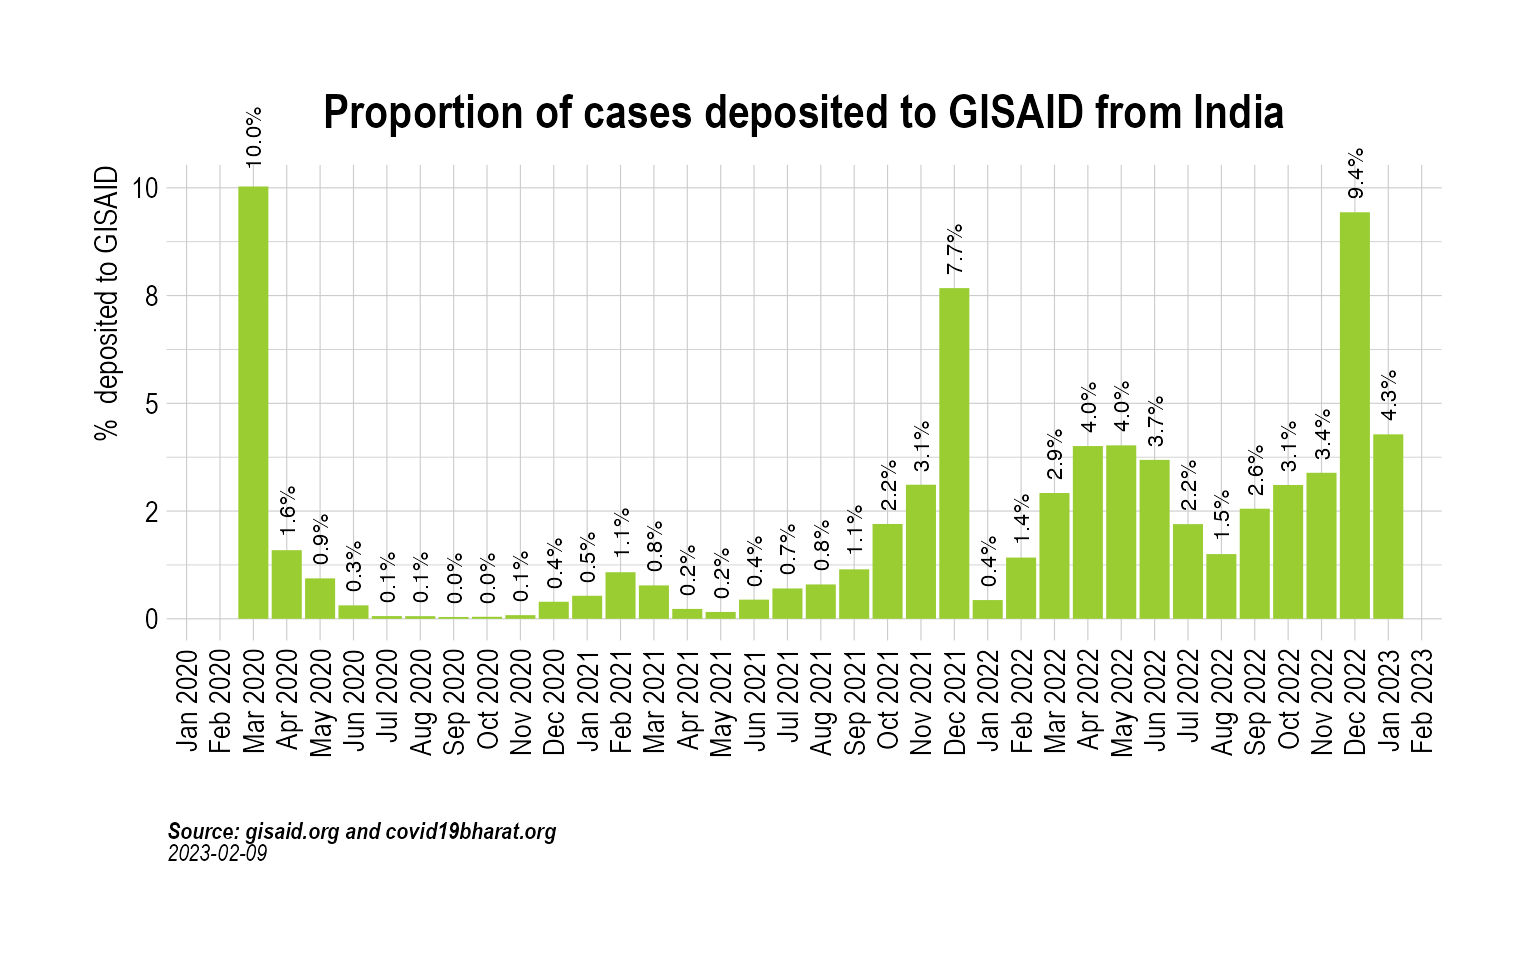 Proportion of cases deposited to GISAID from India
% deposited to GISAID
10
8
5
2
0
10.0%
1.6%
0.9%
0.3%
0.1%
0.1%
0.0%
0.0%
0.1%
0.4%
0.5%
1.1%
0.8%
0.2%
0.2%
0.4%
0.7%
0.8%
1.1%
2.2%
3.1%
7.7%
0.4%
1.4%
2.9%
4.0%
4.0%
3.7%
2.2%
1.5%
2.6%
3.1%
3.4%
9.4%
4.3%
Jan 2020
Feb 2020
Mar 2020
Apr 2020
May 2020
Jun 2020
Jul 2020
Aug 2020
Sep 2020
Oct 2020
Nov 2020
Dec 2020
Jan 2021
Feb 2021
Mar 2021
Apr 2021
May 2021
Jun 2021
Jul 2021
Aug 2021
Sep 2021
Oct 2021
Nov 2021
Dec 2021
Jan 2022
Feb 2022
Mar 2022
Apr 2022
May 2022
Jun 2022
Jul 2022
Aug 2022
Sep 2022
Oct 2022
Nov 2022
Dec 2022
Jan 2023
Feb 2023
Source: gisaid.org and covid19bharat.org
2023-02-09